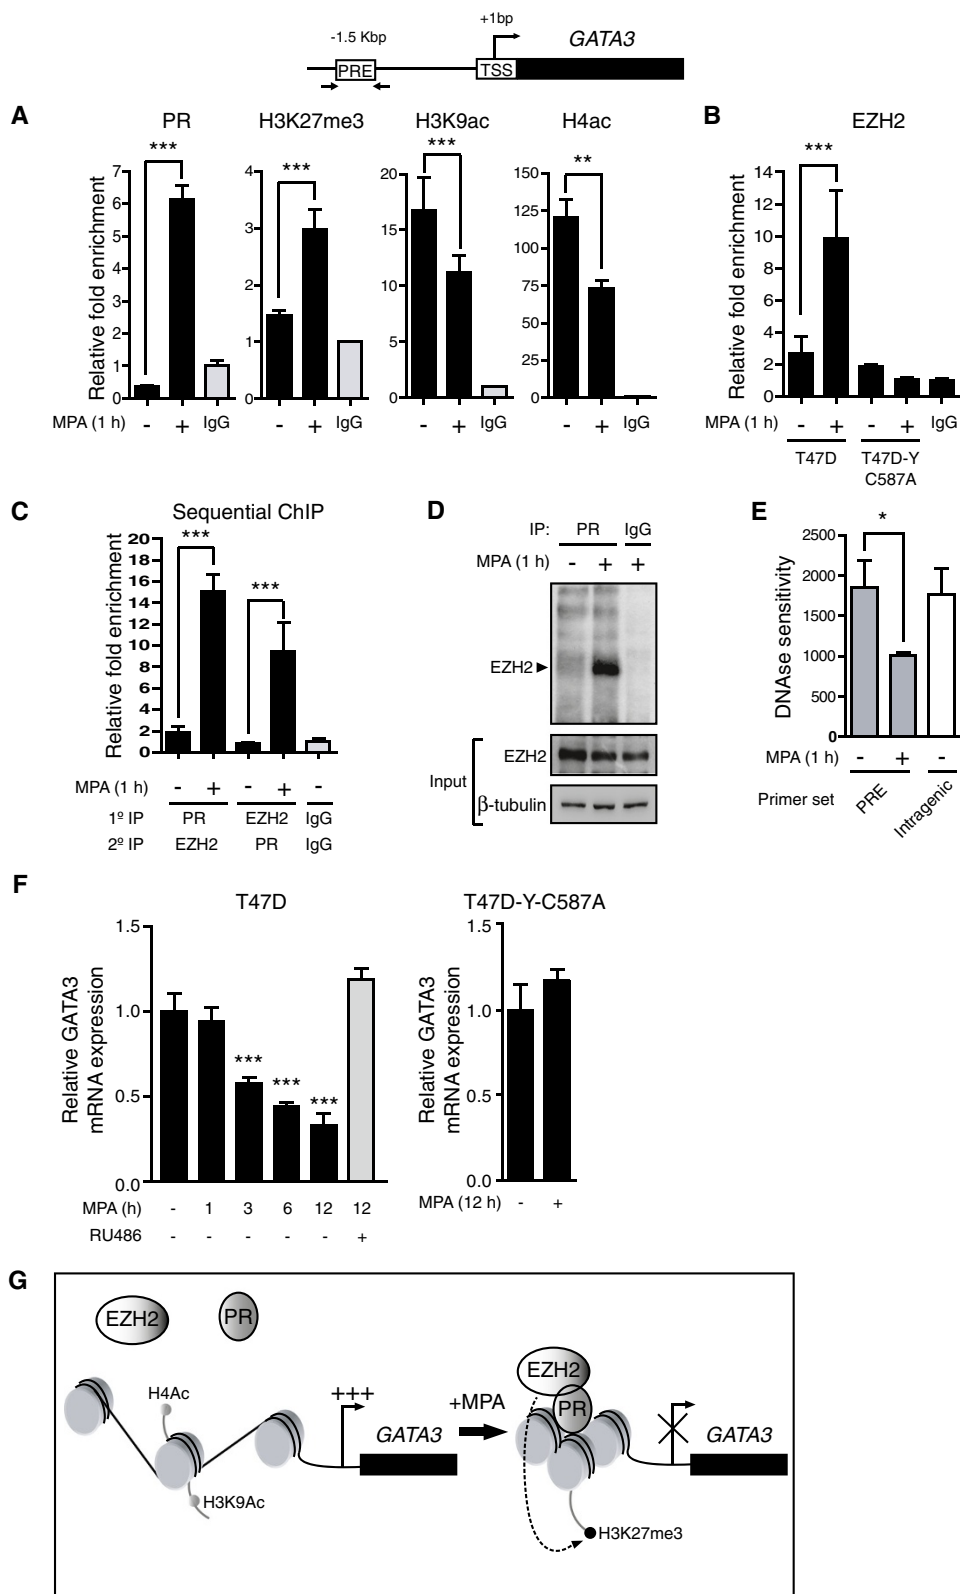 +1bp
-1.5 Kbp
GATA3
PRE
TSS
A
PR
H3K27me3
H3K9ac
H4ac
B
EZH2
***
***
***
**
***
Relative fold enrichment
7
6
5
4
3
2
1
0
4
3
2
1
0
20
15
10
5
0
150
125
100
75
50
25
0
Relative fold enrichment
14
12
10
8
6
4
2
0
MPA (1 h) - + IgG - + IgG - + IgG - + IgG
MPA (1 h) - + - + IgG
T47D
T47D-Y
C587A
C
Sequential ChIP
***
***
Relative fold enrichment
20
18
16
14
12
10
8
6
4
2
0
MPA (1 h) - + - + -
1º IP PR EZH2 IgG
2º IP EZH2 PR IgG
D
IP: PR IgG
MPA (1 h) - + +
EZH2
Input
EZH2
β-tubulin
E
*
DNAse sensitivity
2500
2000
1500
1000
500
0
MPA (1 h) - + -
Primer set
PRE
Intragenic
F
T47D
Relative GATA3
mRNA expression
1.5
1.0
0.5
0.0
***
***
***
MPA (h) - 1 3 6 12 12
RU486 - - - - - +
T47D-Y-C587A
Relative GATA3
mRNA expression
1.5
1.0
0.5
0.0
MPA (12 h) - +
G
EZH2
PR
H4Ac
H3K9Ac
+++
GATA3
+MPA
EZH2
PR
GATA3
H3K27me3